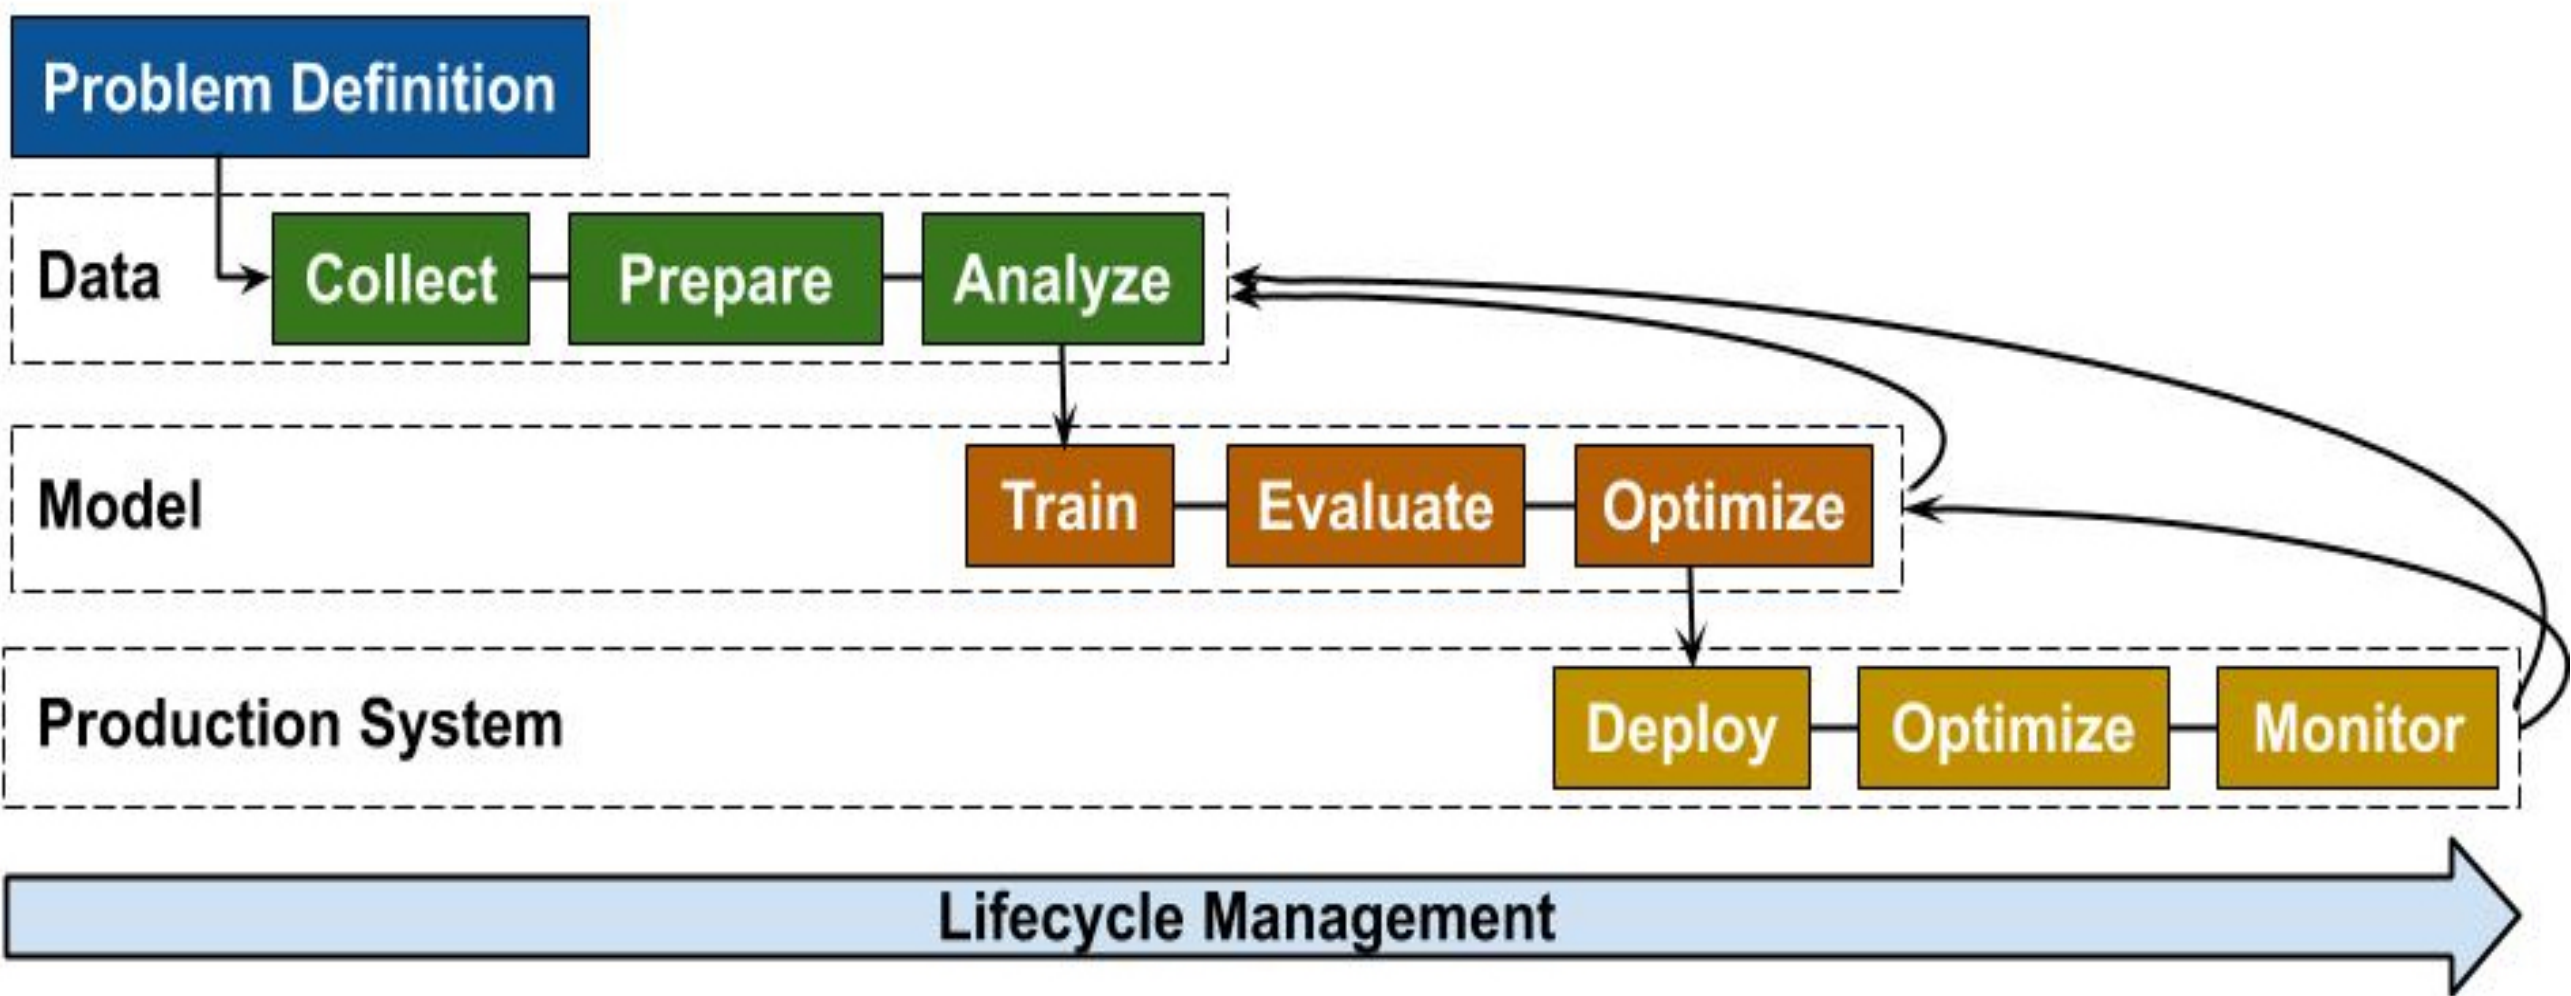 Problem Definition
Data
Collect
Prepare
Analyze
Model
Train
Evaluate
Optimize
Production System
Deploy
Optimize
Monitor
Lifecycle Management